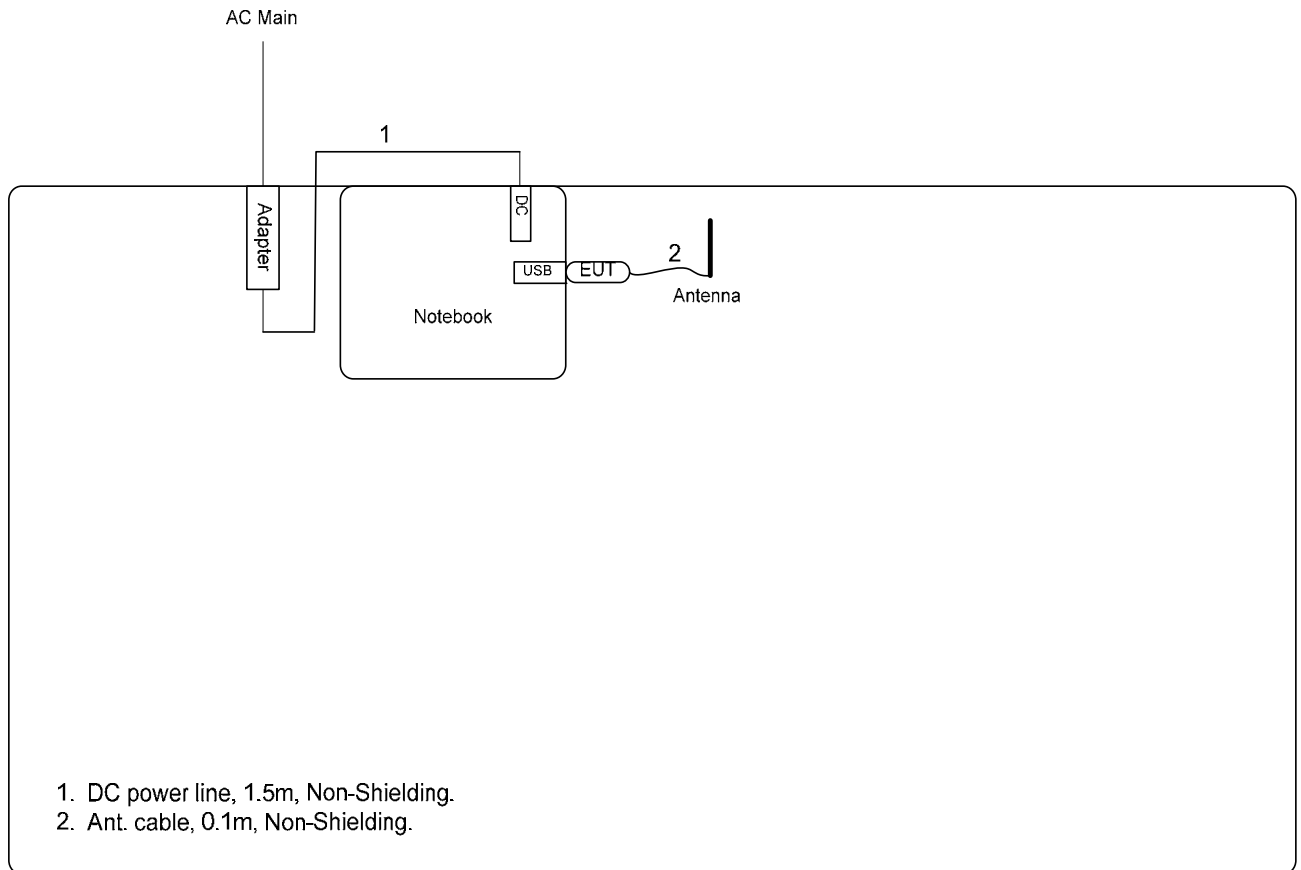 AC Main
1
Adapter
DC
USB
EUT
2
Antenna
Notebook
1. DC power line, 1.5m, Non-Shielding.
2. Ant. cable, 0.1m, Non-Shielding.